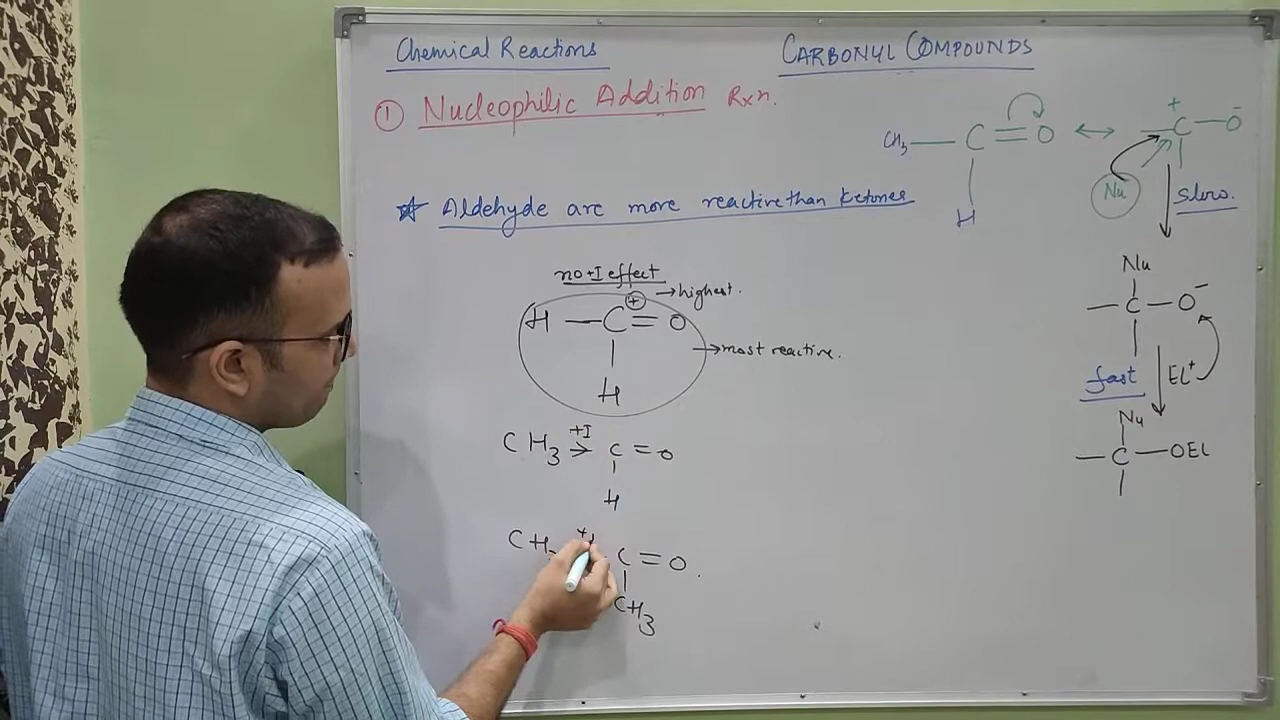 Chemical Reactions
CARBONYL COMPOUNDS
① Nucleophilic Addition Rxn.
CH3 — C = O ↔ — C⁺ — O⁻
H
Nu
slow.
☆ Aldehyde are more reactive than ketones
no +I effect
⊕ → highest.
H — C = O
→ most reactive.
H
+I
CH3 → C = O
H
CH C = O .
CH3
Nu
— C — O⁻
fast
EL⁺
Nu
— C — OEL